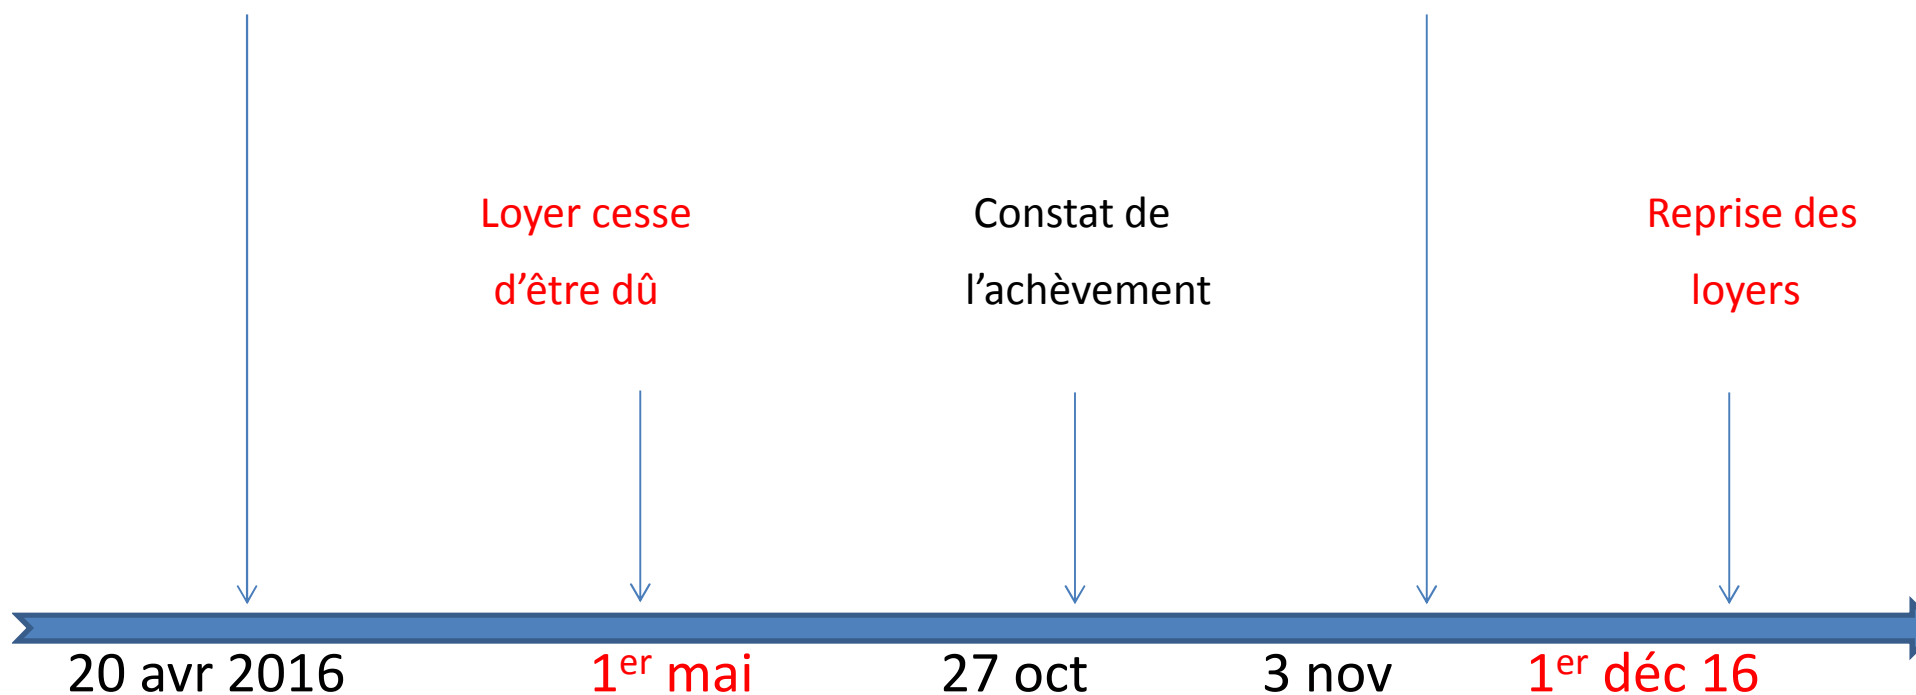 Loyer cesse
d’être dû
Constat de
l’achèvement
Reprise des
loyers
20 avr 2016
1er mai
27 oct
3 nov
1er déc 16